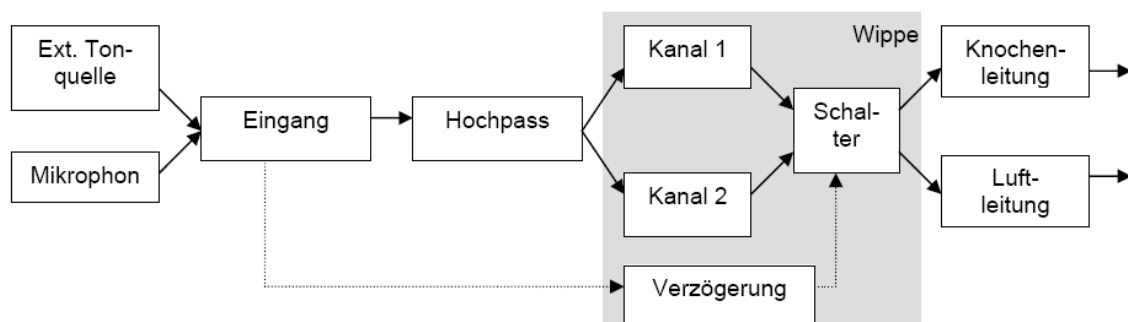 Ext. Ton-
quelle
Mikrophon
Eingang
Hochpass
Wippe
Kanal 1
Kanal 2
Schal-
ter
Verzögerung
Knochen-
leitung
Luft-
leitung